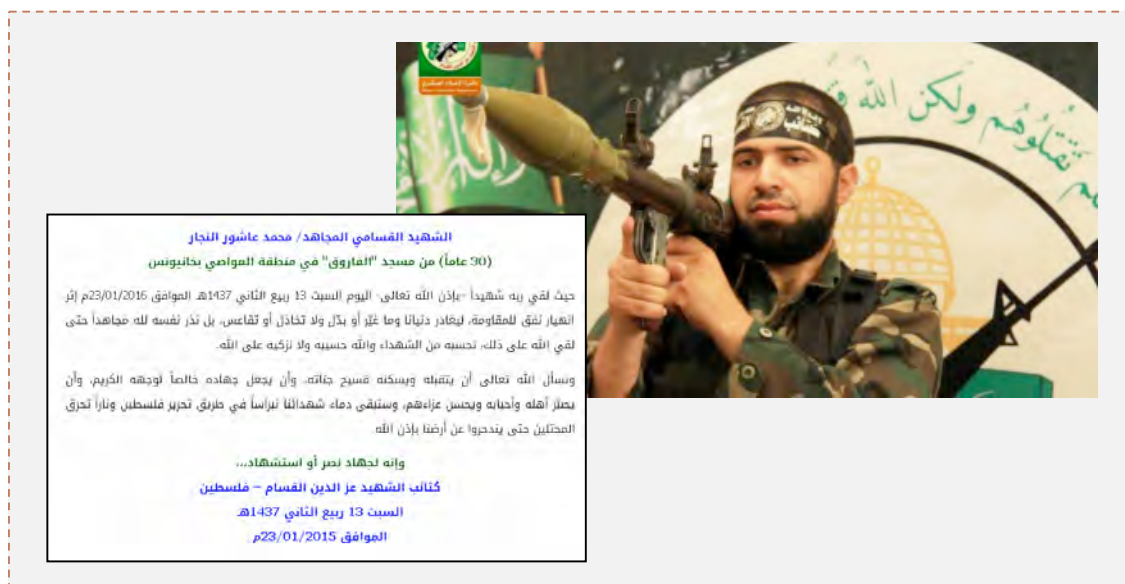 تقتلوهم ولكن الله
كتائب
الشهيد القسامي المجاهد/ محمد عاشور النجار
(30 عاماً) من مسجد "الفاروق" في منطقة المواصي بخانيونس
حيث لقي ربه شهيداً -بإذن الله تعالى- اليوم السبت 13 ربيع الثاني 1437هـ الموافق 23/01/2016م إثر
انهيار نفق للمقاومة، ليغادر دنيانا وما غيّر أو بدّل ولا تخاذل أو تقاعس، بل نذر نفسه لله مجاهداً حتى
لقي الله على ذلك، نحسبه من الشهداء والله حسيبه ولا نزكيه على الله.
ونسأل الله تعالى أن يتقبله ويسكنه فسيح جناته، وأن يجعل جهاده خالصاً لوجهه الكريم، وأن
يصبّر أهله وأحبابه ويحسن عزاءهم، وستبقى دماء شهدائنا نبراساً في طريق تحرير فلسطين وناراً تحرق
المحتلين حتى يندحروا عن أرضنا بإذن الله.
وإنه لجهاد نصر أو استشهاد،،،
كتائب الشهيد عز الدين القسام – فلسطين
السبت 13 ربيع الثاني 1437هـ
الموافق 23/01/2015م